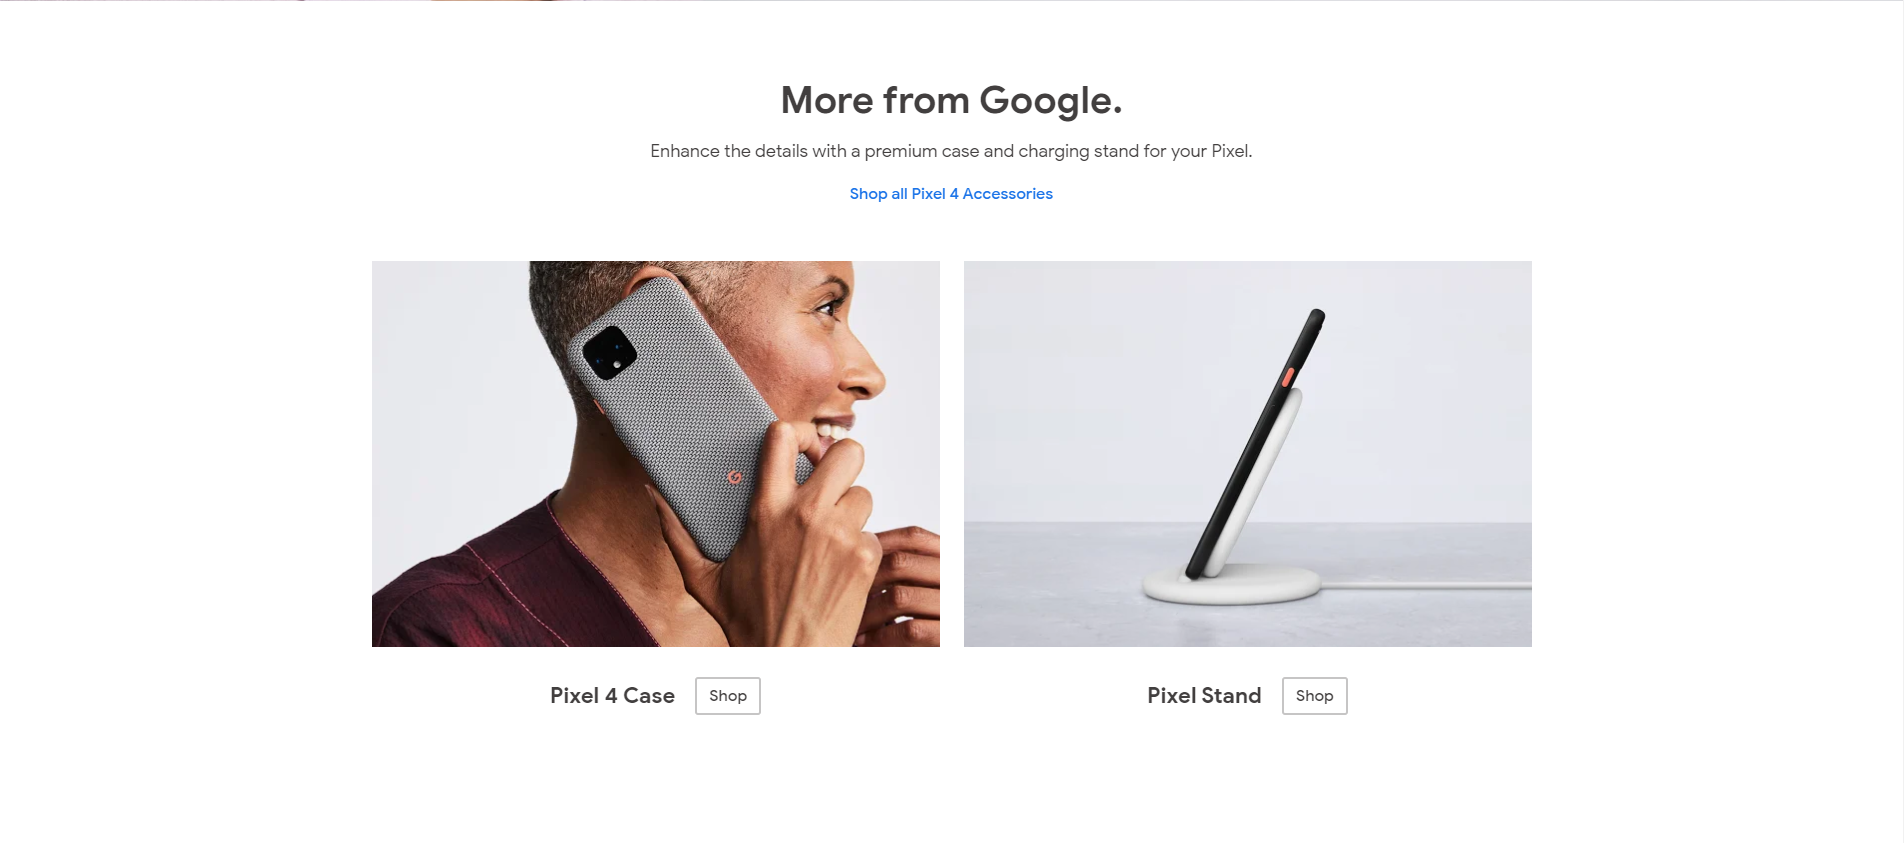 More from Google.
Enhance the details with a premium case and charging stand for your Pixel.
Shop all Pixel 4 Accessories
Pixel 4 Case
Shop
Pixel Stand
Shop